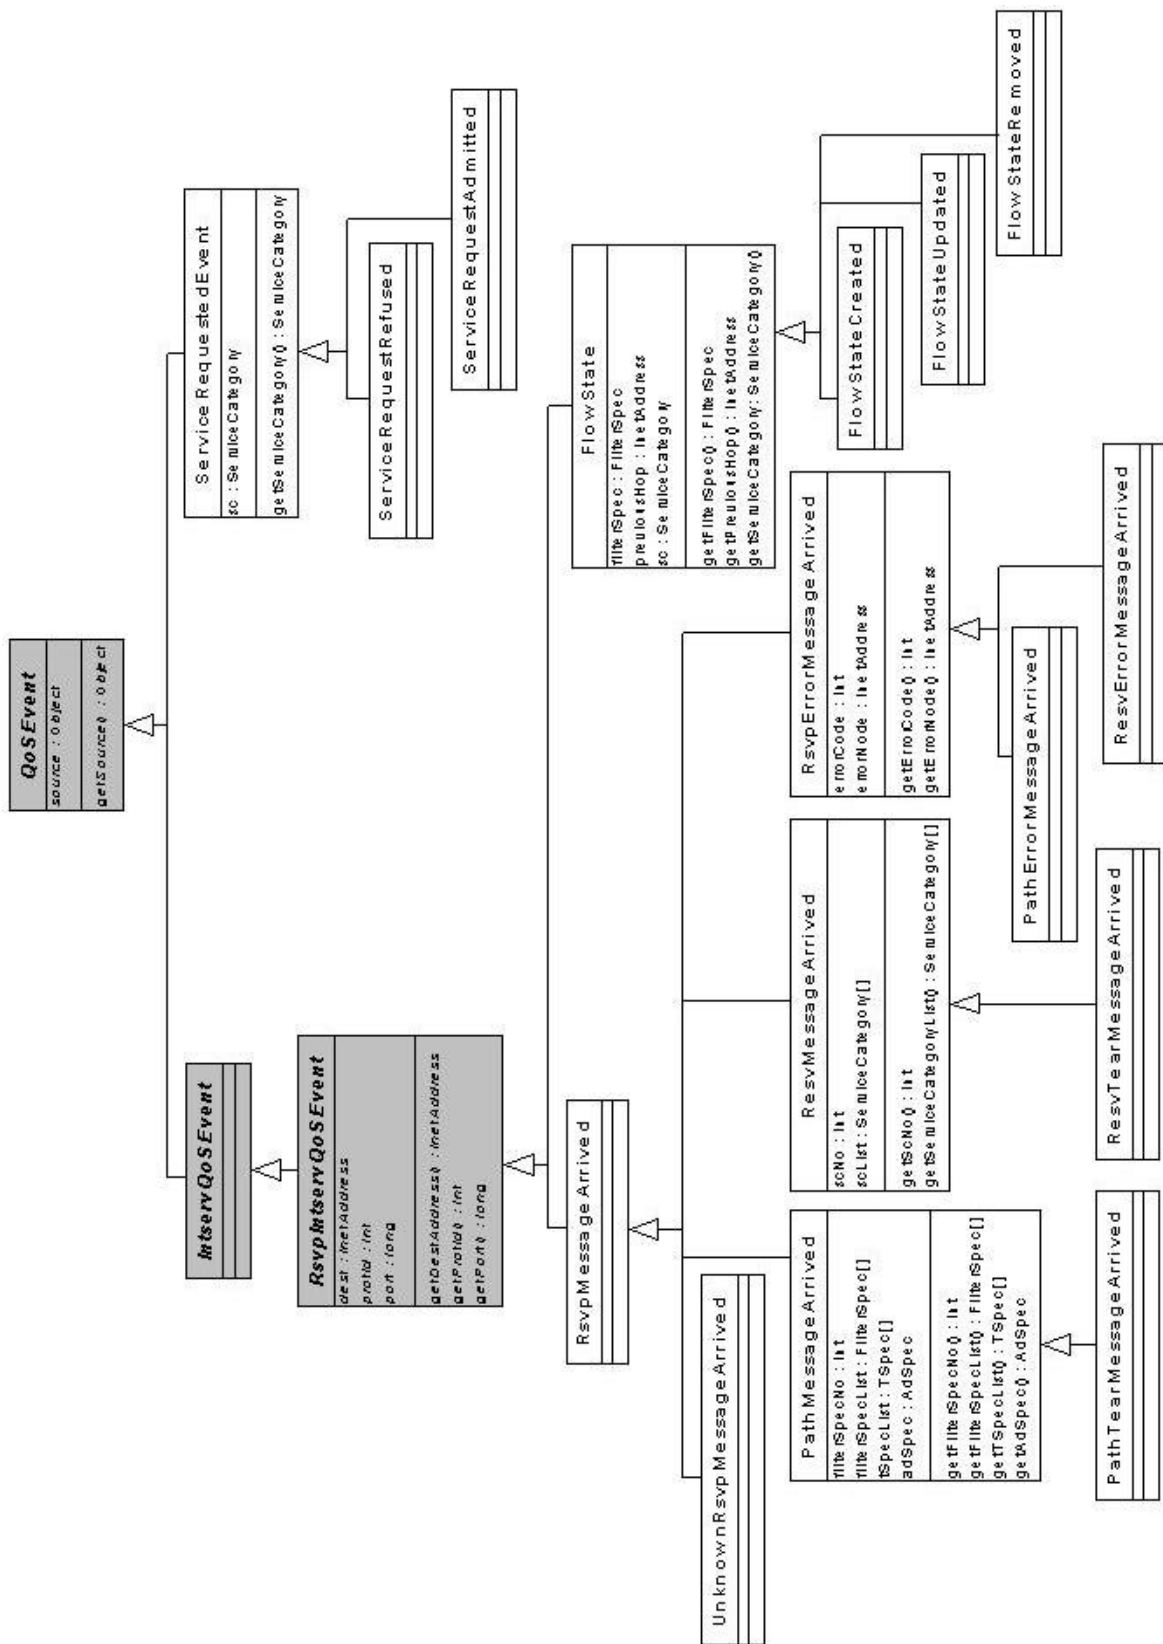 QoSEvent
source : Object
getSource() : Object
IntservQoSEvent
ServiceRequestedEvent
sc : ServiceCategory
getServiceCategory() : ServiceCategory
RsvpIntservQoSEvent
dest : InetAddress
protId : int
port : long
getDestAddress() : InetAddress
getProtId() : int
getPort() : long
ServiceRequestRefused
ServiceRequestAdmitted
RsvpMessageArrived
FlowState
filterSpec : FilterSpec
previousHop : InetAddress
sc : ServiceCategory
getFilterSpec() : FilterSpec
getPreviousHop() : InetAddress
getServiceCategory : ServiceCategory()
UnknownRsvpMessageArrived
PathMessageArrived
filterSpecNo : int
filterSpecList : FilterSpec[]
tSpecList : TSpec[]
adSpec : AdSpec
getFilterSpecNo() : int
getFilterSpecList() : FilterSpec[]
getTSpecList() : TSpec[]
getAdSpec() : AdSpec
ResvMessageArrived
scNo : int
scList : ServiceCategory[]
getScNo() : int
getServiceCategoryList() : ServiceCategory[]
RsvpErrorMessageArrived
errorCode : int
errorNode : InetAddress
getErrorCode() : int
getErrorNode() : InetAddress
FlowStateCreated
FlowStateUpdated
FlowStateRemoved
PathTearMessageArrived
ResvTearMessageArrived
PathErrorMessageArrived
ResvErrorMessageArrived